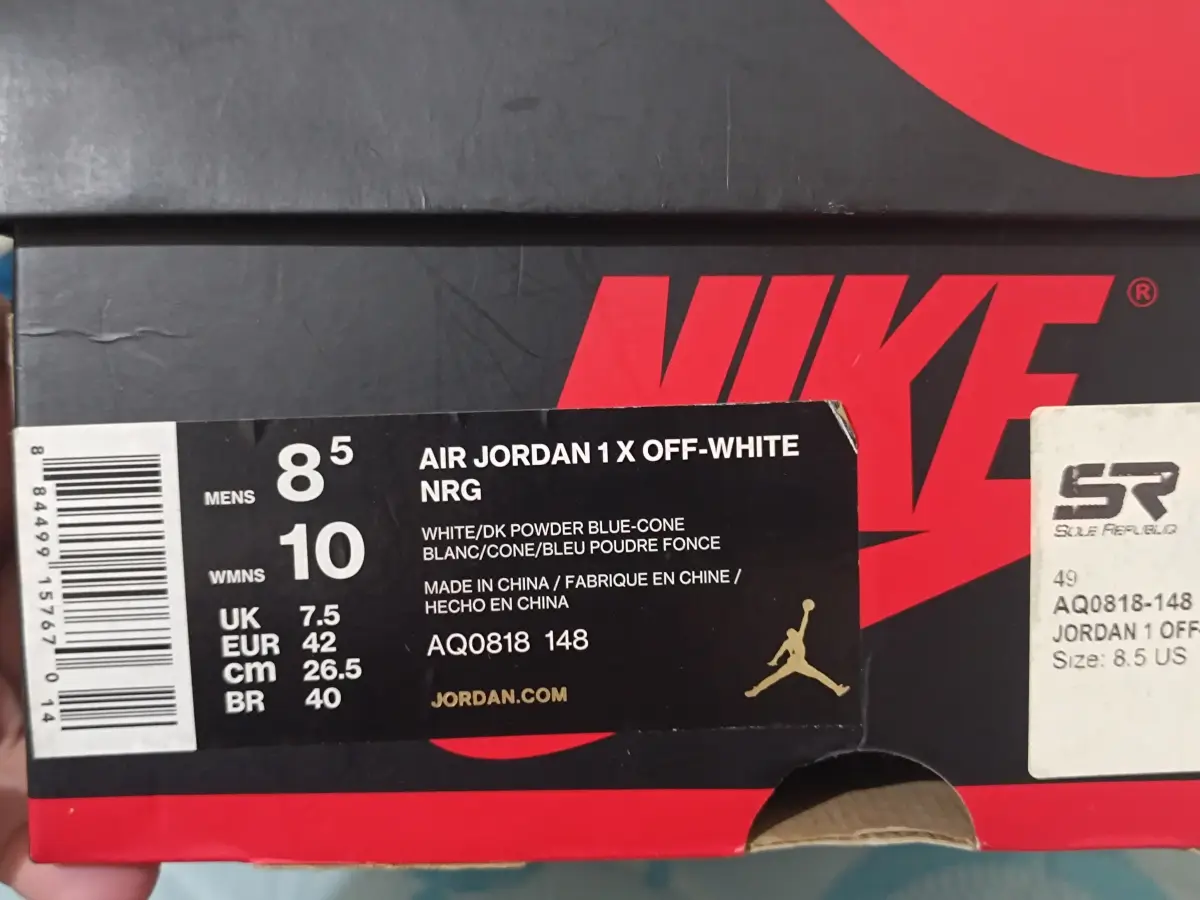 NIKE®
8 84499 15767 0 14
MENS 8⁵
WMNS 10
UK 7.5
EUR 42
cm 26.5
BR 40
AIR JORDAN 1 X OFF-WHITE
NRG
WHITE/DK POWDER BLUE-CONE
BLANC/CONE/BLEU POUDRE FONCE
MADE IN CHINA / FABRIQUE EN CHINE /
HECHO EN CHINA
AQ0818 148
JORDAN.COM
SR
SOLE REPUBLIQ
49
AQ0818-148
JORDAN 1 OFF-
Size: 8.5 US